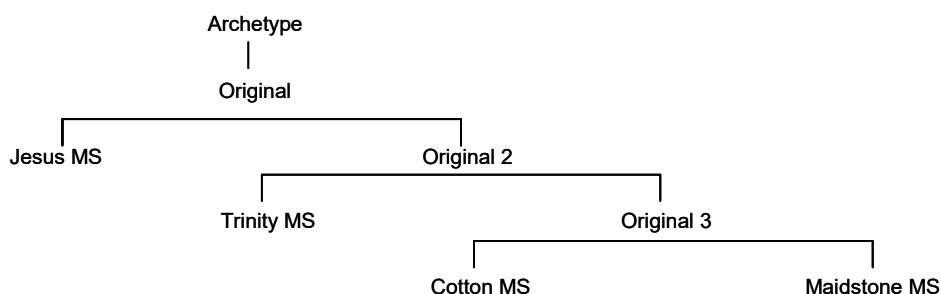 Archetype
Original
Jesus MS
Original 2
Trinity MS
Original 3
Cotton MS
Maidstone MS